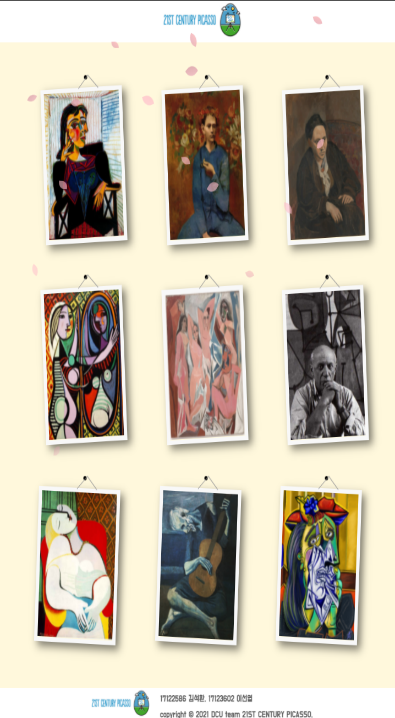 21ST CENTURY PICASSO
21ST CENTURY PICASSO
17122586 김석환, 17123602 이선엽
copyright © 2021 DCU team 21ST CENTURY PICASSO.